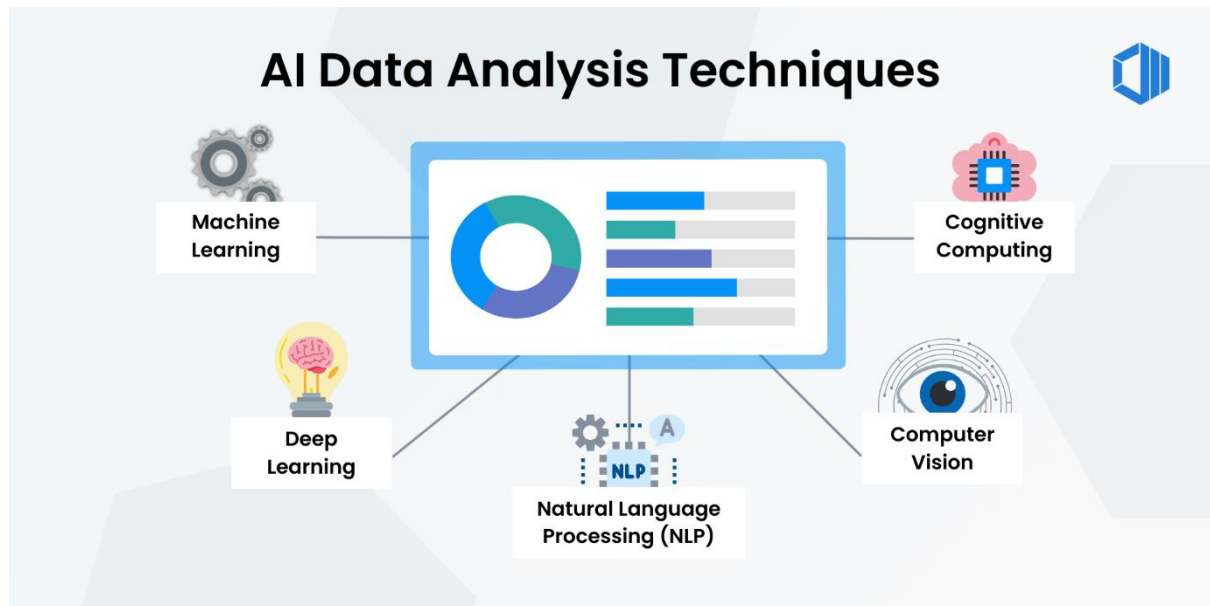 AI Data Analysis Techniques
Machine
Learning
Cognitive
Computing
Deep
Learning
A
NLP
Natural Language
Processing (NLP)
Computer
Vision